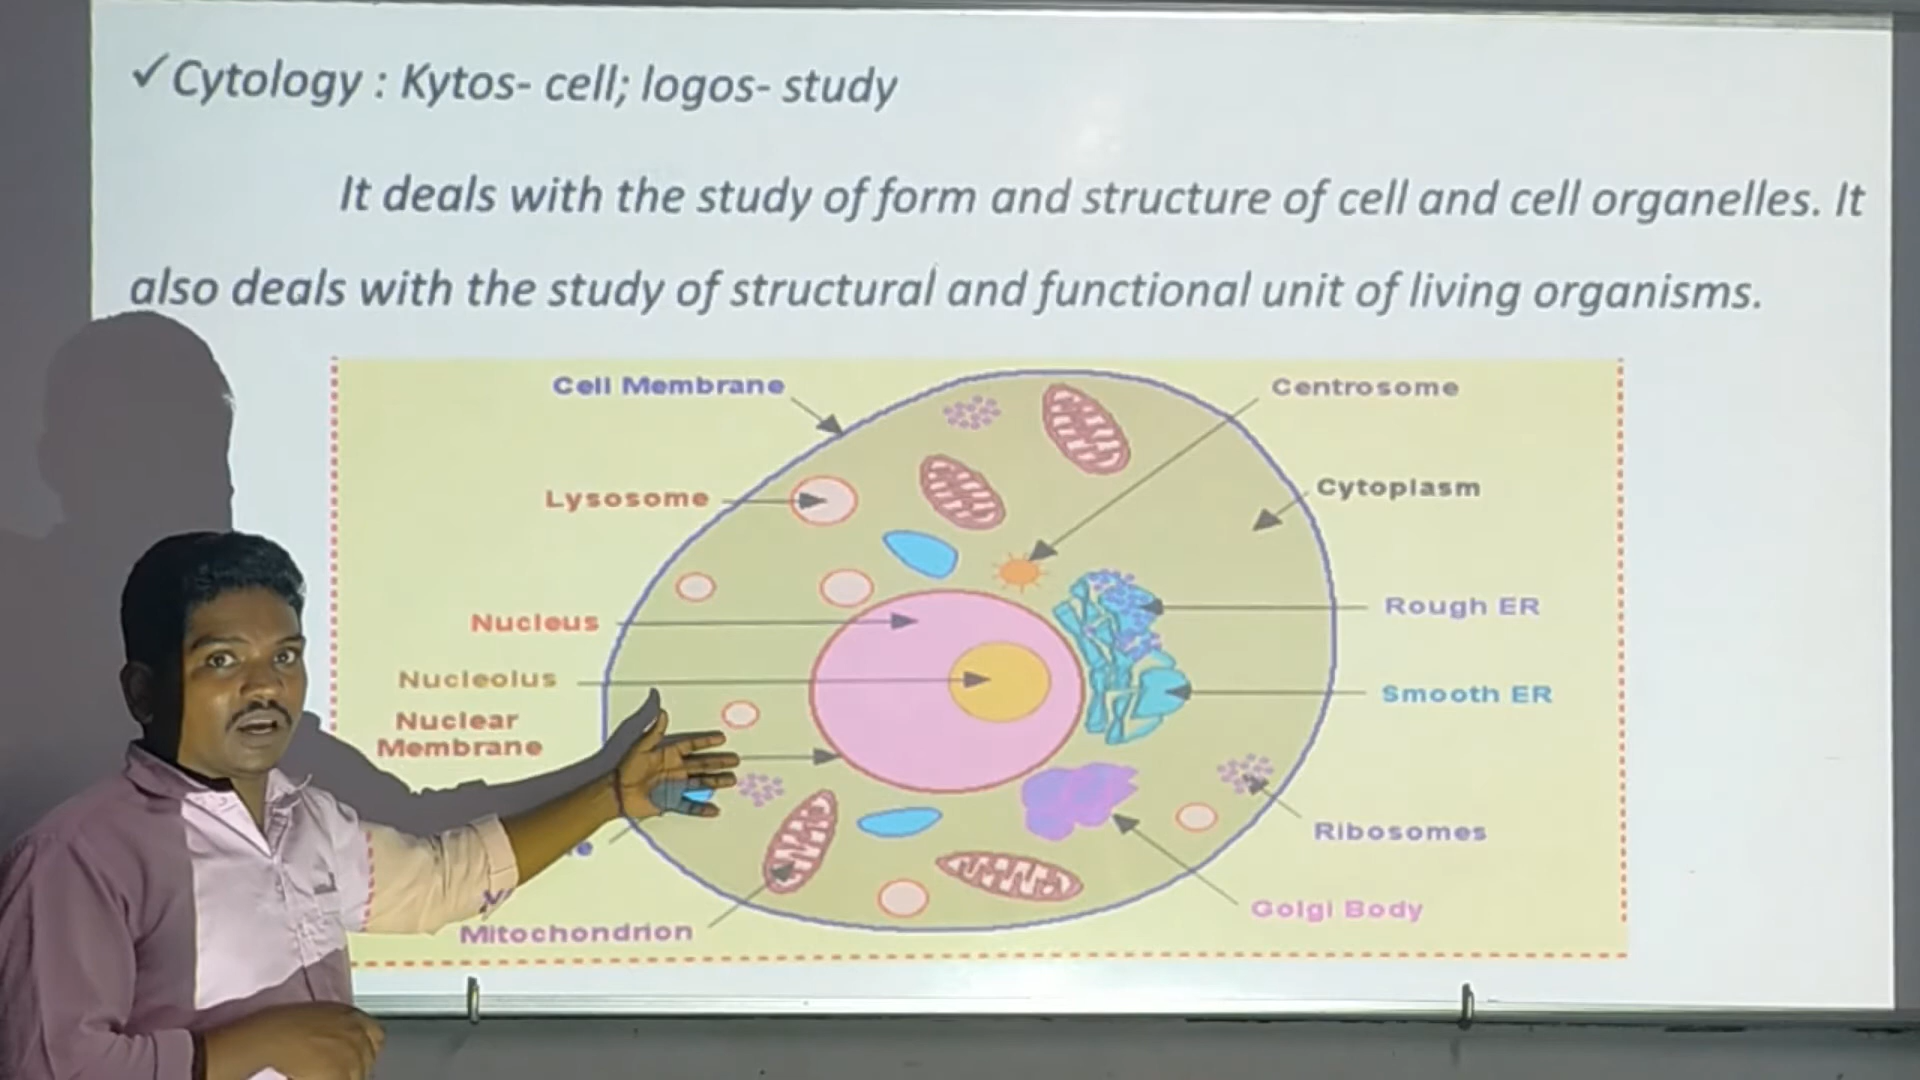 ✓Cytology : Kytos- cell; logos- study
It deals with the study of form and structure of cell and cell organelles. It
also deals with the study of structural and functional unit of living organisms.
Cell Membrane
Centrosome
Lysosome
Cytoplasm
Nucleus
Rough ER
Nucleolus
Smooth ER
Nuclear
Membrane
Ribosomes
Golgi Body
Mitochondrion